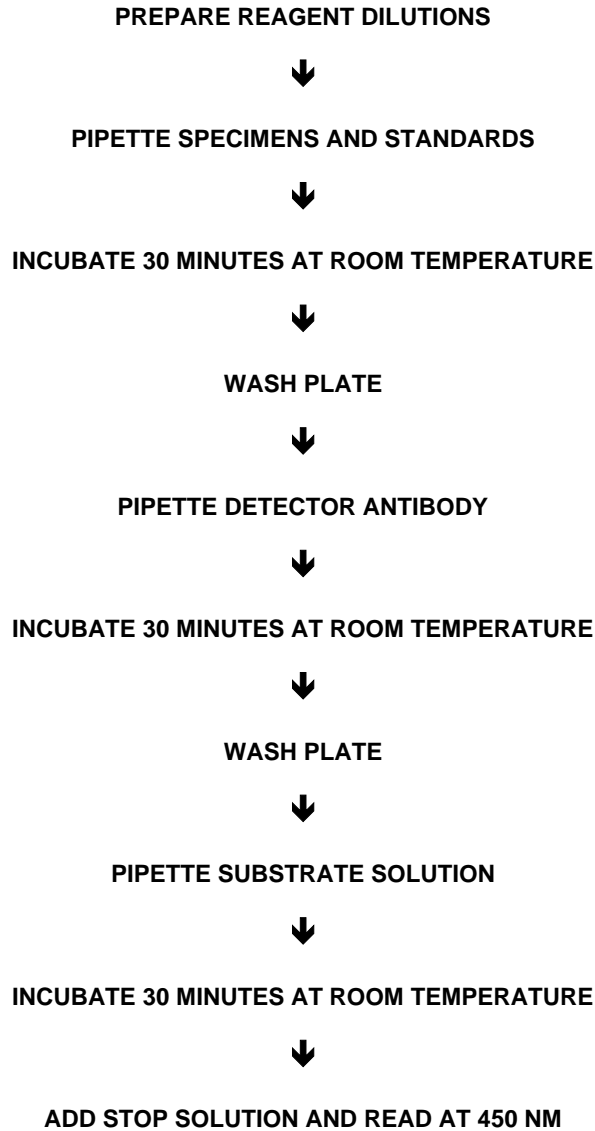 PREPARE REAGENT DILUTIONS
PIPETTE SPECIMENS AND STANDARDS
INCUBATE 30 MINUTES AT ROOM TEMPERATURE
WASH PLATE
PIPETTE DETECTOR ANTIBODY
INCUBATE 30 MINUTES AT ROOM TEMPERATURE
WASH PLATE
PIPETTE SUBSTRATE SOLUTION
INCUBATE 30 MINUTES AT ROOM TEMPERATURE
ADD STOP SOLUTION AND READ AT 450 NM